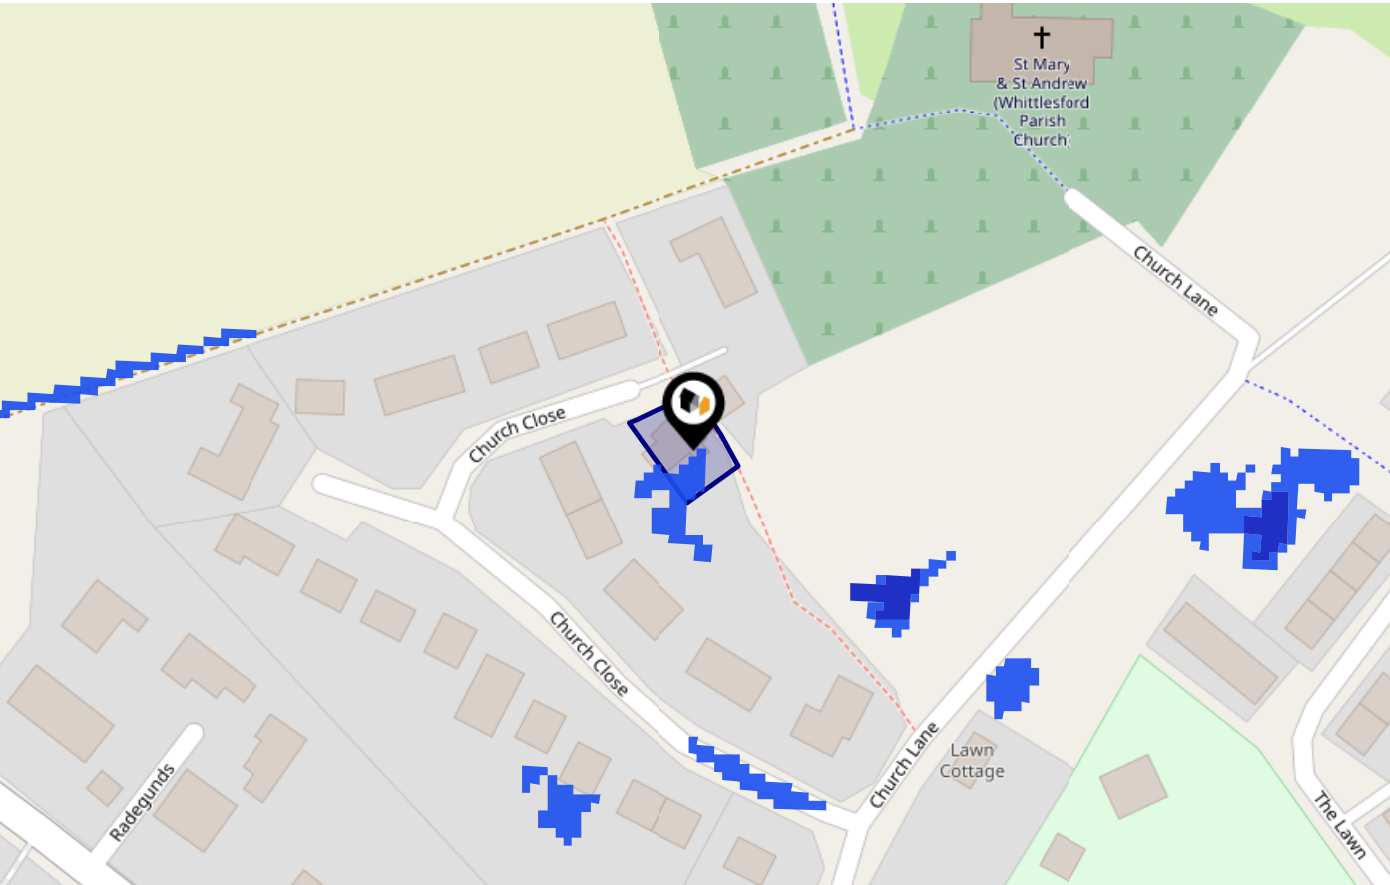 St Mary
& St Andrew
(Whittlesford
Parish
Church)
Church Lane
Church Close
Church Close
Church Lane
Lawn
Cottage
Radegunds
The Lawn